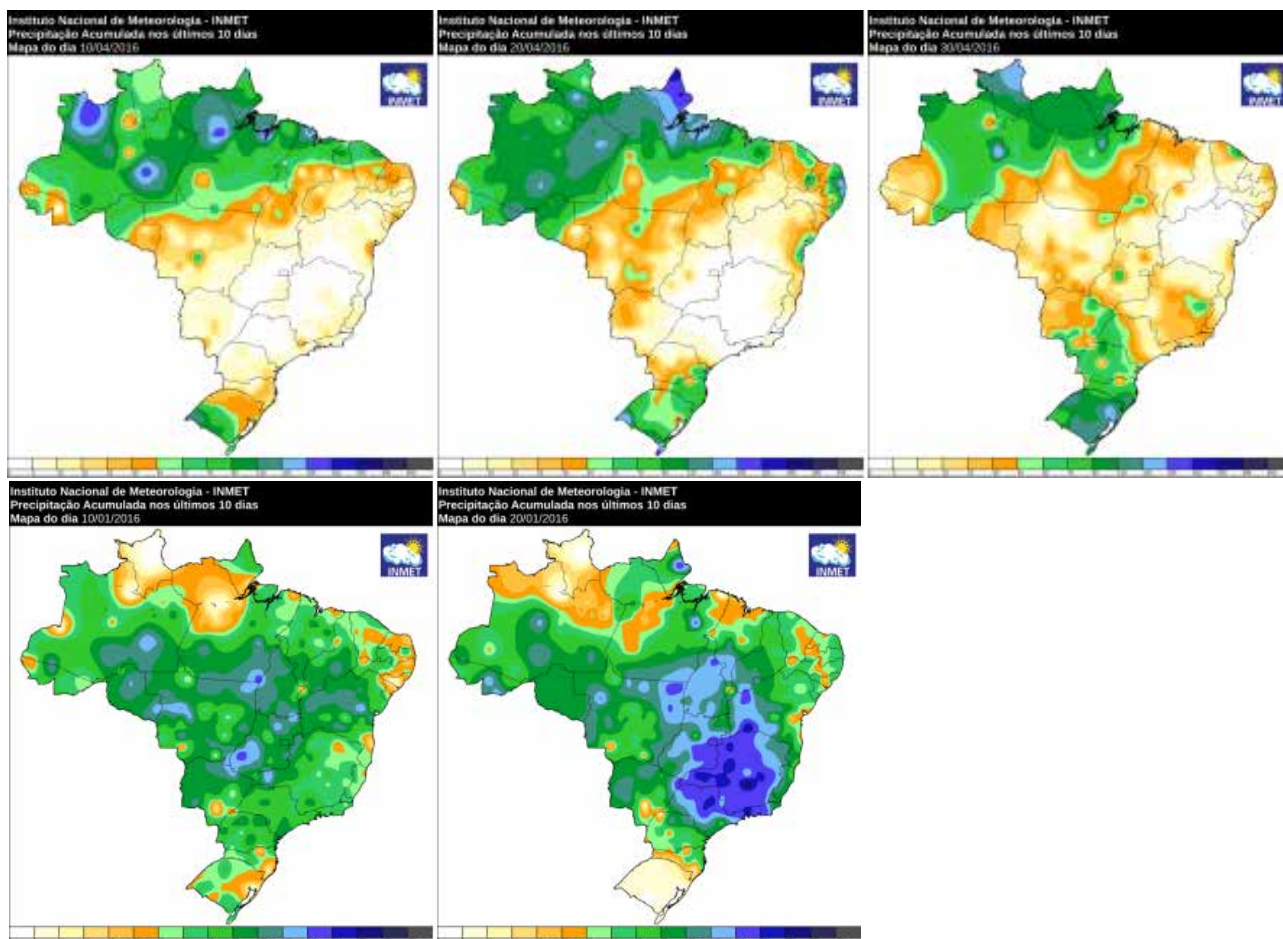 Instituto Nacional de Meteorologia - INMET
Precipitação Acumulada nos últimos 10 dias
Mapa do dia 10/04/2016
INMET
Instituto Nacional de Meteorologia - INMET
Precipitação Acumulada nos últimos 10 dias
Mapa do dia 20/04/2016
INMET
Instituto Nacional de Meteorologia - INMET
Precipitação Acumulada nos últimos 10 dias
Mapa do dia 30/04/2016
INMET
Instituto Nacional de Meteorologia - INMET
Precipitação Acumulada nos últimos 10 dias
Mapa do dia 10/01/2016
INMET
Instituto Nacional de Meteorologia - INMET
Precipitação Acumulada nos últimos 10 dias
Mapa do dia 20/01/2016
INMET